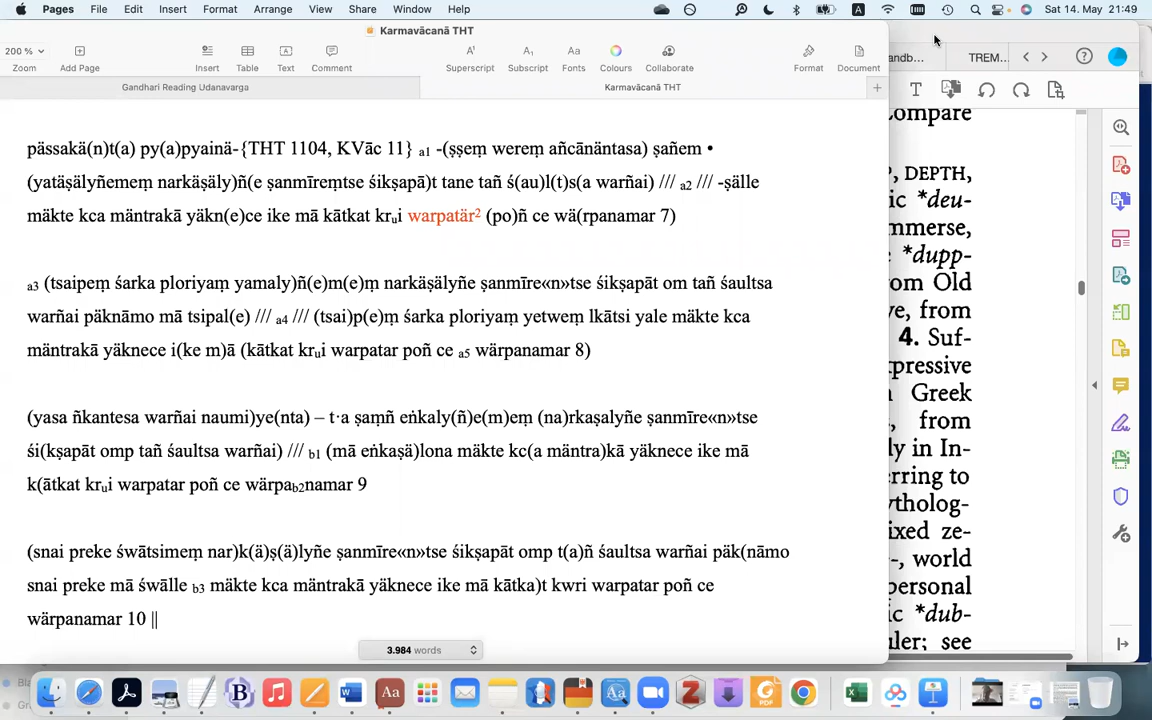 Pages File Edit Insert Format Arrange View Share Window Help Sat 14. May 21:49
Karmavācanā THT
200 %
Zoom Add Page Insert Table Text Comment Superscript Subscript Fonts Colours Collaborate Format Document
Gandhari Reading Udanavarga Karmavācanā THT
andb... TREM...
pässakä(n)t(a) py(a)pyainä-{THT 1104, KVāc 11} a1 -(ṣṣeṃ wereṃ añcānäntasa) ṣañeṃ •
(yatäṣälyñemeṃ narkäṣäly)ñ(e ṣanmīreṃtse śikṣapā)t tane tañ ś(au)l(t)s(a warñai) /// a2 /// -ṣälle
mäkte kca mäntrakā yäkn(e)ce ike mā kātkat krᵤi warpatär² (po)ñ ce wä(rpanamar 7)
a3 (tsaipeṃ śarka ploriyaṃ yamaly)ñ(e)m(e)ṃ narkäṣälyñe ṣanmīre«n»tse śikṣapāt om tañ śaultsa
warñai päknāmo mā tsipal(e) /// a4 /// (tsai)p(e)ṃ śarka ploriyaṃ yetweṃ lkātsi yale mäkte kca
mäntrakā yäknece i(ke m)ā (kātkat krᵤi warpatar poñ ce a5 wärpanamar 8)
(yasa ñkantesa warñai naumi)ye(nta) – t·a ṣaṃñ eṅkaly(ñ)e(m)eṃ (na)rkaṣalyñe ṣanmīre«n»tse
śi(kṣapāt omp tañ śaultsa warñai) /// b1 (mā eṅkaṣä)lona mäkte kc(a mäntra)kā yäknece ike mā
k(ātkat krᵤi warpatar poñ ce wärpab2namar 9
(snai preke śwātsimeṃ nar)k(ä)ṣ(ä)lyñe ṣanmīre«n»tse śikṣapāt omp t(a)ñ śaultsa warñai päk(nāmo
snai preke mā śwālle b3 mäkte kca mäntrakā yäknece ike mā kātka)t kwri warpatar poñ ce
wärpanamar 10 ||
3.984 words
ompare
P, DEPTH,
ic *deu-
mmerse,
e *dupp-
om Old
ve, from
4. Suf-
xpressive
n Greek
, from
ly in In-
erring to
ytholog-
ixed ze-
-, world
personal
ic *dub-
uler; see